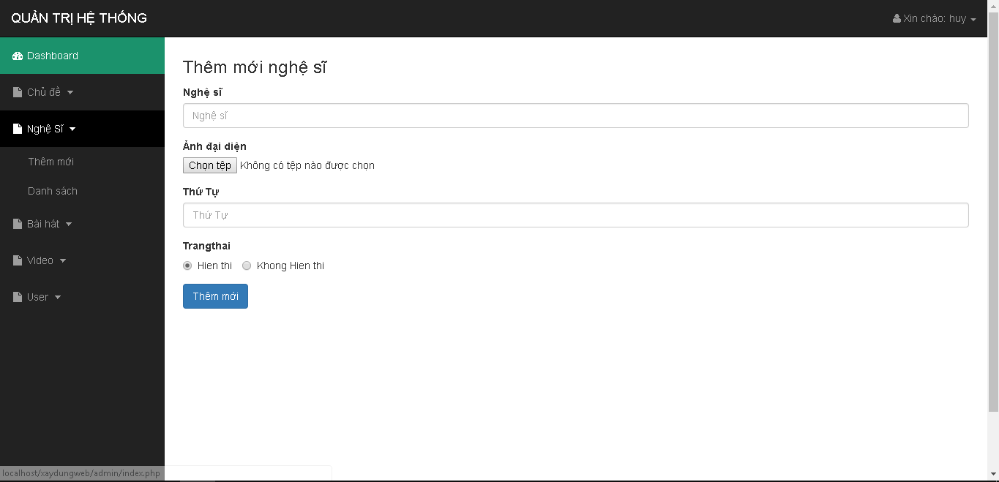 QUẢN TRỊ HỆ THỐNG
Xin chào: huy
Dashboard
Chủ đề
Nghệ Sĩ
Thêm mới
Danh sách
Bài hát
Video
User
Thêm mới nghệ sĩ
Nghệ sĩ
Nghệ sĩ
Ảnh đại diện
Chọn tệp Không có tệp nào được chọn
Thứ Tự
Thứ Tự
Trangthai
Hien thi Khong Hien thi
Thêm mới
localhost/xaydungweb/admin/index.php